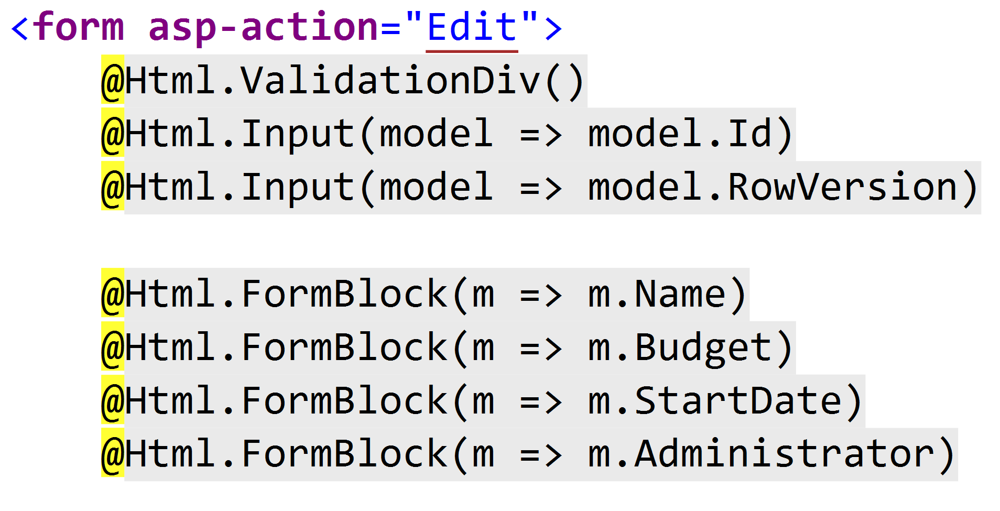 <form asp-action="Edit">
@Html.ValidationDiv()
@Html.Input(model => model.Id)
@Html.Input(model => model.RowVersion)
@Html.FormBlock(m => m.Name)
@Html.FormBlock(m => m.Budget)
@Html.FormBlock(m => m.StartDate)
@Html.FormBlock(m => m.Administrator)